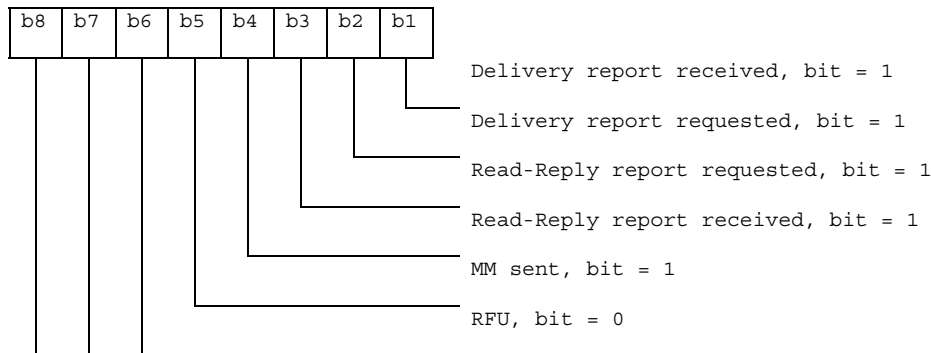 b8 b7 b6 b5 b4 b3 b2 b1
Delivery report received, bit = 1
Delivery report requested, bit = 1
Read-Reply report requested, bit = 1
Read-Reply report received, bit = 1
MM sent, bit = 1
RFU, bit = 0